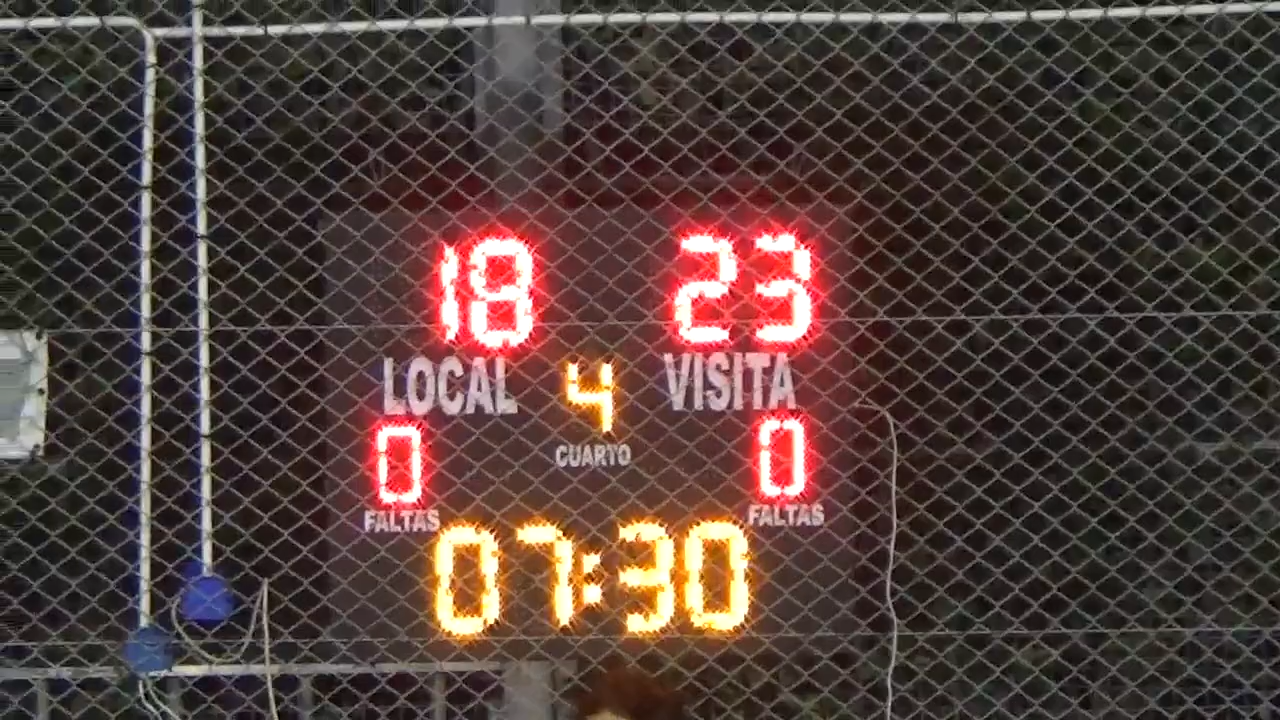 18 23
LOCAL 4 VISITA
CUARTO
0 0
FALTAS FALTAS
07:30